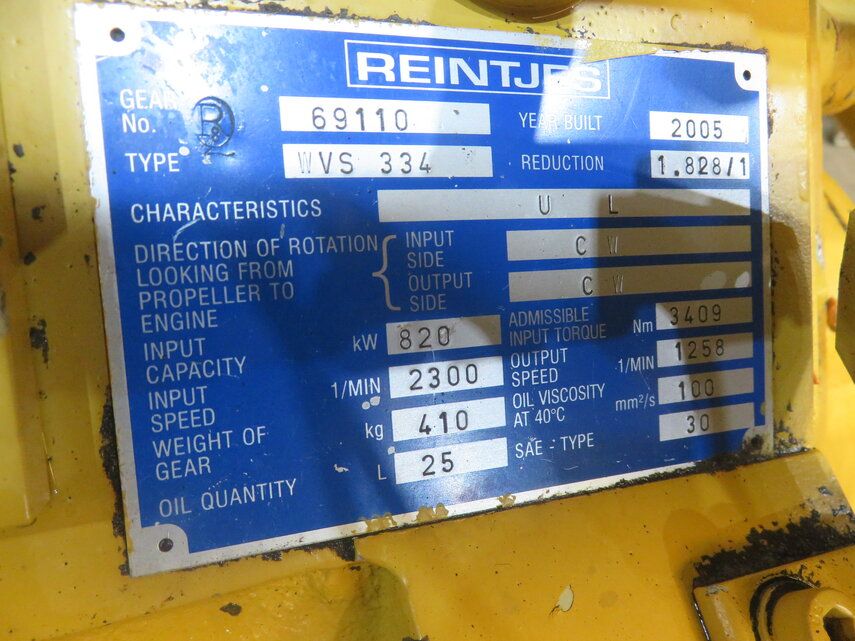 REINTJES
GEAR No. 69110 YEAR BUILT 2005
TYPE WVS 334 REDUCTION 1.828/1
CHARACTERISTICS U L
DIRECTION OF ROTATION LOOKING FROM PROPELLER TO ENGINE { INPUT SIDE CW
OUTPUT SIDE CW
INPUT CAPACITY kW 820 ADMISSIBLE INPUT TORQUE Nm 3409
INPUT SPEED 1/MIN 2300 OUTPUT SPEED 1/MIN 1258
WEIGHT OF GEAR kg 410 OIL VISCOSITY AT 40°C mm²/s 100
OIL QUANTITY L 25 SAE - TYPE 30